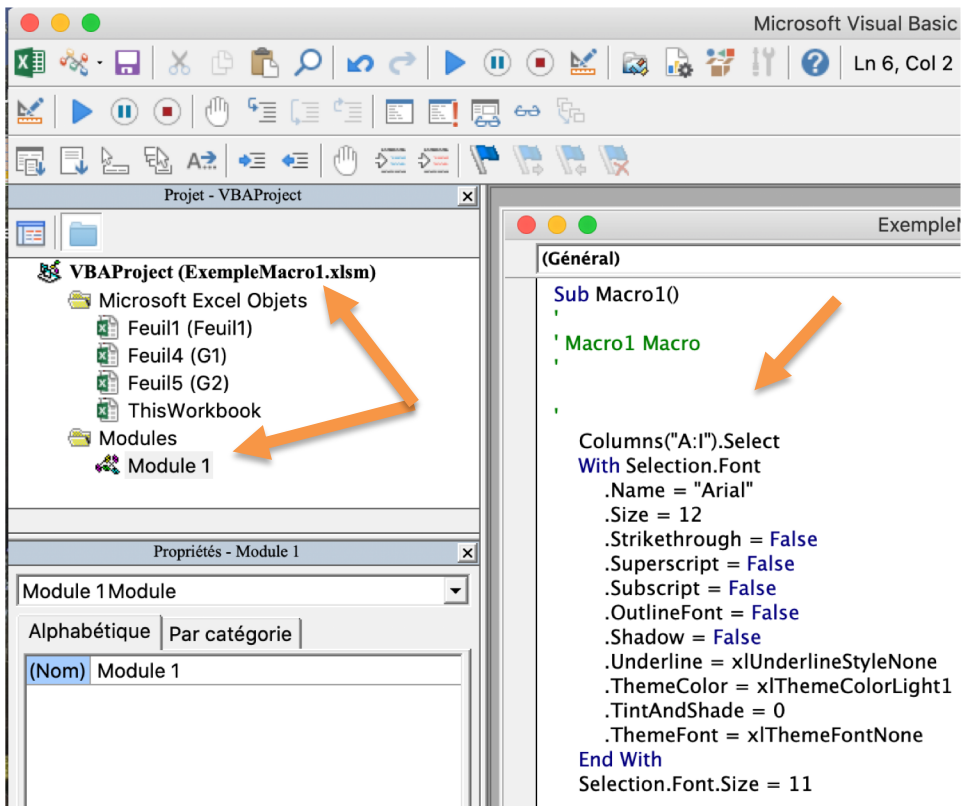 Microsoft Visual Basic
Ln 6, Col 2
Projet - VBAProject
VBAProject (ExempleMacro1.xlsm)
Microsoft Excel Objets
Feuil1 (Feuil1)
Feuil4 (G1)
Feuil5 (G2)
ThisWorkbook
Modules
Module 1
Propriétés - Module 1
Module 1 Module
Alphabétique
Par catégorie
(Nom) Module 1
(Général)
Sub Macro1()
'
' Macro1 Macro
'
'
Columns("A:I").Select
With Selection.Font
.Name = "Arial"
.Size = 12
.Strikethrough = False
.Superscript = False
.Subscript = False
.OutlineFont = False
.Shadow = False
.Underline = xlUnderlineStyleNone
.ThemeColor = xlThemeColorLight1
.TintAndShade = 0
.ThemeFont = xlThemeFontNone
End With
Selection.Font.Size = 11